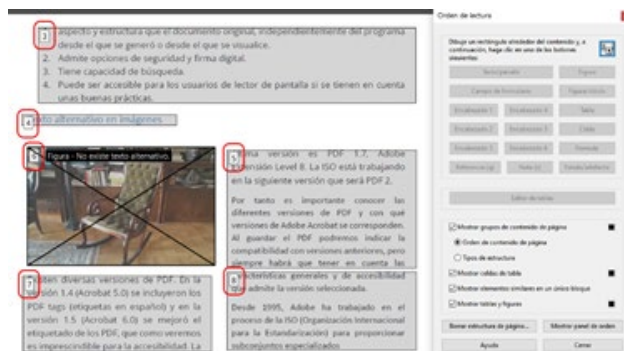 3
aspecto y estructura que el documento original, independientemente del programa
desde el que se generó o desde el que se visualice.
2. Admite opciones de seguridad y firma digital.
3. Tiene capacidad de búsqueda.
4. Puede ser accesible para los usuarios de lector de pantalla si se tienen en cuenta
unas buenas prácticas.
4
xto alternativo en imágenes
6
Figura - No existe texto alternativo.
5
versión es PDF 1.7, Adobe
Extensión Level 8. La ISO está trabajando
en la siguiente versión que será PDF 2.
Por tanto es importante conocer las
diferentes versiones de PDF y con qué
versiones de Adobe Acrobat se corresponden.
Al guardar el PDF podremos indicar la
compatibilidad con versiones anteriores, pero
siempre habrá que tener en cuenta las
características generales y de accesibilidad
que admite la versión seleccionada.
7
isten diversas versiones de PDF. En la
versión 1.4 (Acrobat 5.0) se incluyeron los
PDF tags (etiquetas en español) y en la
versión 1.5 (Acrobat 6.0) se mejoró el
etiquetado de los PDF, que como veremos
es imprescindible para la accesibilidad. La
8
Desde 1995, Adobe ha trabajado en el
proceso de la ISO (Organización Internacional
para la Estandarización) para proporcionar
subconjuntos especializados
Orden de lectura
Dibuje un rectángulo alrededor del contenido y, a
continuación, haga clic en uno de los botones
siguientes:
Texto/párrafo Figura
Campo de formulario Figura/rótulo
Encabezado 1 Encabezado 4 Tabla
Encabezado 2 Encabezado 5 Celda
Encabezado 3 Encabezado 6 Fórmula
Referencia Nota Fondo/artefacto
Editor de tablas
Mostrar grupos de contenido de página
Orden de contenido de página
Tipos de estructura
Mostrar celdas de tabla
Mostrar elementos similares en un único bloque
Mostrar tablas y figuras
Borrar estructura de página... Mostrar panel de orden
Ayuda Cerrar